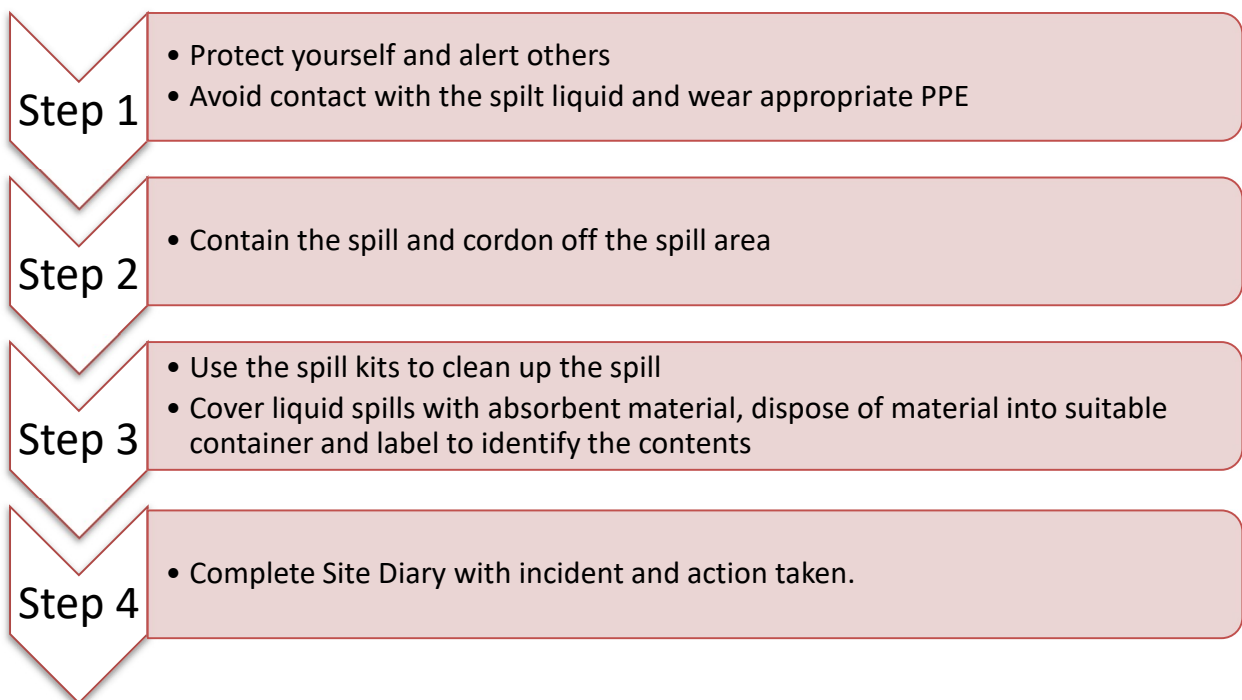 Step 1
• Protect yourself and alert others
• Avoid contact with the spilt liquid and wear appropriate PPE
Step 2
• Contain the spill and cordon off the spill area
Step 3
• Use the spill kits to clean up the spill
• Cover liquid spills with absorbent material, dispose of material into suitable
container and label to identify the contents
Step 4
• Complete Site Diary with incident and action taken.